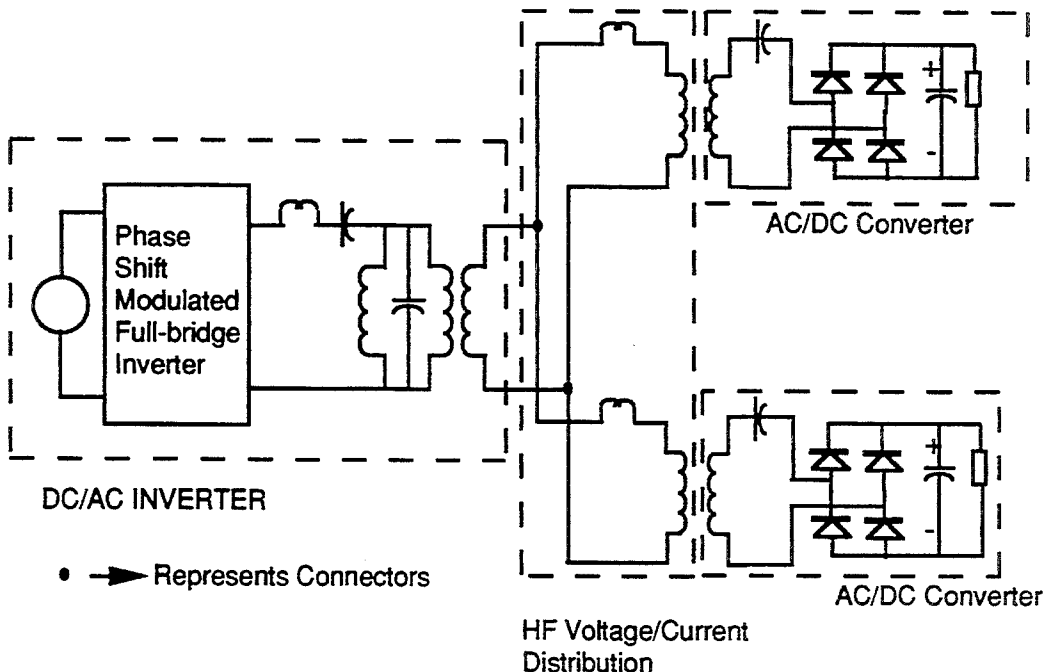 AC/DC Converter
Phase
Shift
Modulated
Full-bridge
Inverter
DC/AC INVERTER
• Represents Connectors
AC/DC Converter
HF Voltage/Current
Distribution
+
-
+
-